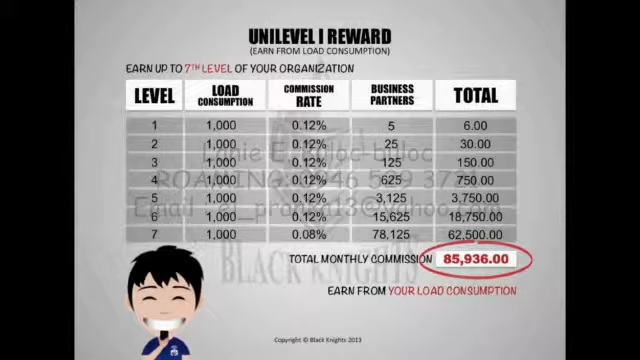 UNILEVEL I REWARD
(EARN FROM LOAD CONSUMPTION)
EARN UP TO 7TH LEVEL OF YOUR ORGANIZATION
LEVEL LOAD CONSUMPTION COMMISSION RATE BUSINESS PARTNERS TOTAL
1 1,000 0.12% 5 6.00
2 1,000 0.12% 25 30.00
3 1,000 0.12% 125 150.00
4 1,000 0.12% 625 750.00
5 1,000 0.12% 3,125 3,750.00
6 1,000 0.12% 15,625 18,750.00
7 1,000 0.08% 78,125 62,500.00
TOTAL MONTHLY COMMISSION 85,936.00
BLACK KNIGHTS
EARN FROM YOUR LOAD CONSUMPTION
Copyright © Black Knights 2013